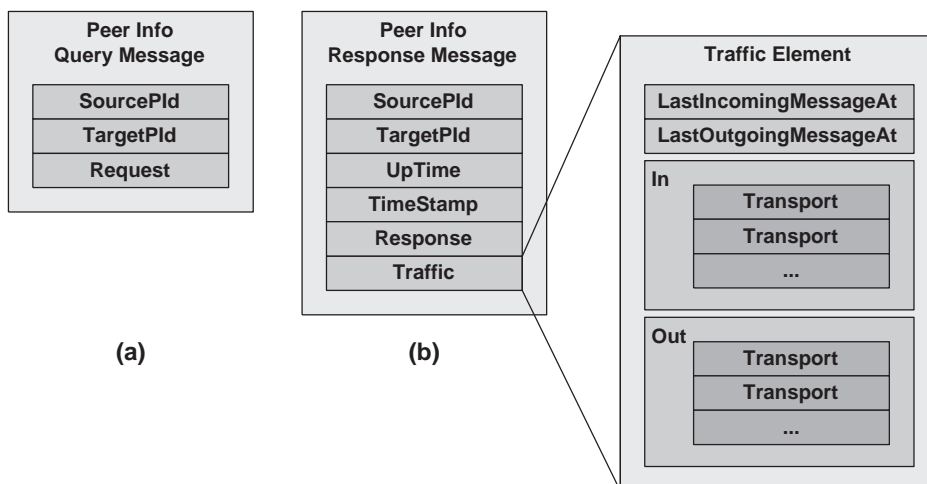 Peer Info
Query Message
SourcePId
TargetPId
Request
(a)
Peer Info
Response Message
SourcePId
TargetPId
UpTime
TimeStamp
Response
Traffic
(b)
Traffic Element
LastIncomingMessageAt
LastOutgoingMessageAt
In
Transport
Transport
...
Out
Transport
Transport
...